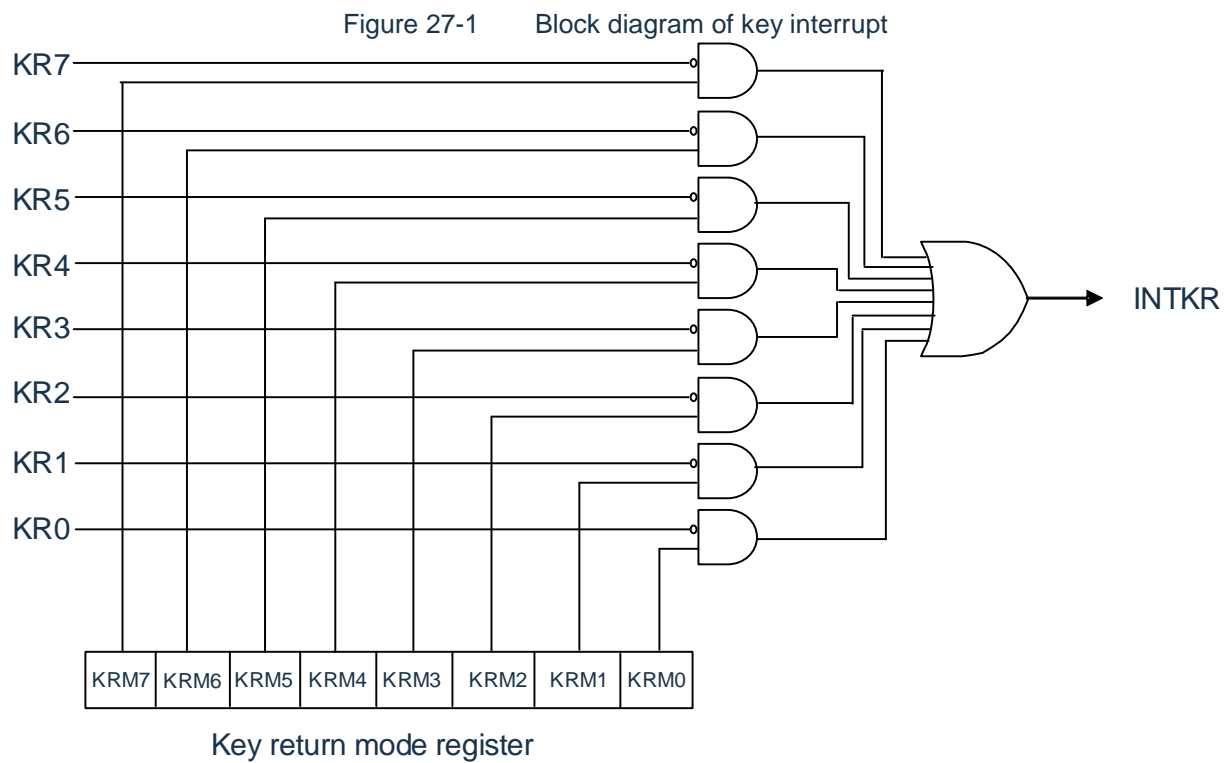 Figure 27-1 Block diagram of key interrupt
KR7
KR6
KR5
KR4
KR3
KR2
KR1
KR0
INTKR
KRM7 KRM6 KRM5 KRM4 KRM3 KRM2 KRM1 KRM0
Key return mode register